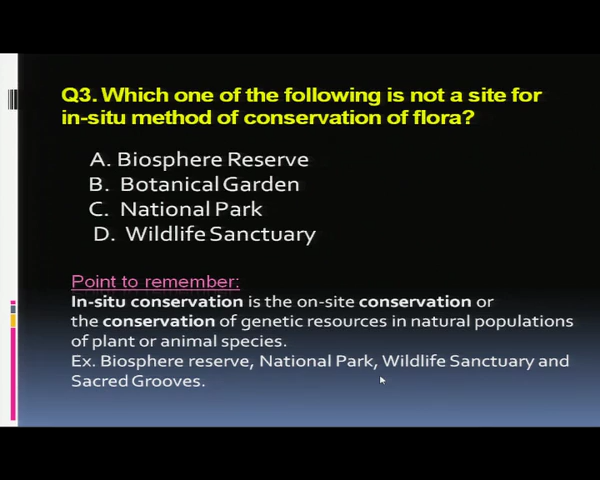 Q3. Which one of the following is not a site for
in-situ method of conservation of flora?
A. Biosphere Reserve
B. Botanical Garden
C. National Park
D. Wildlife Sanctuary
Point to remember:
In-situ conservation is the on-site conservation or
the conservation of genetic resources in natural populations
of plant or animal species.
Ex. Biosphere reserve, National Park, Wildlife Sanctuary and
Sacred Grooves.